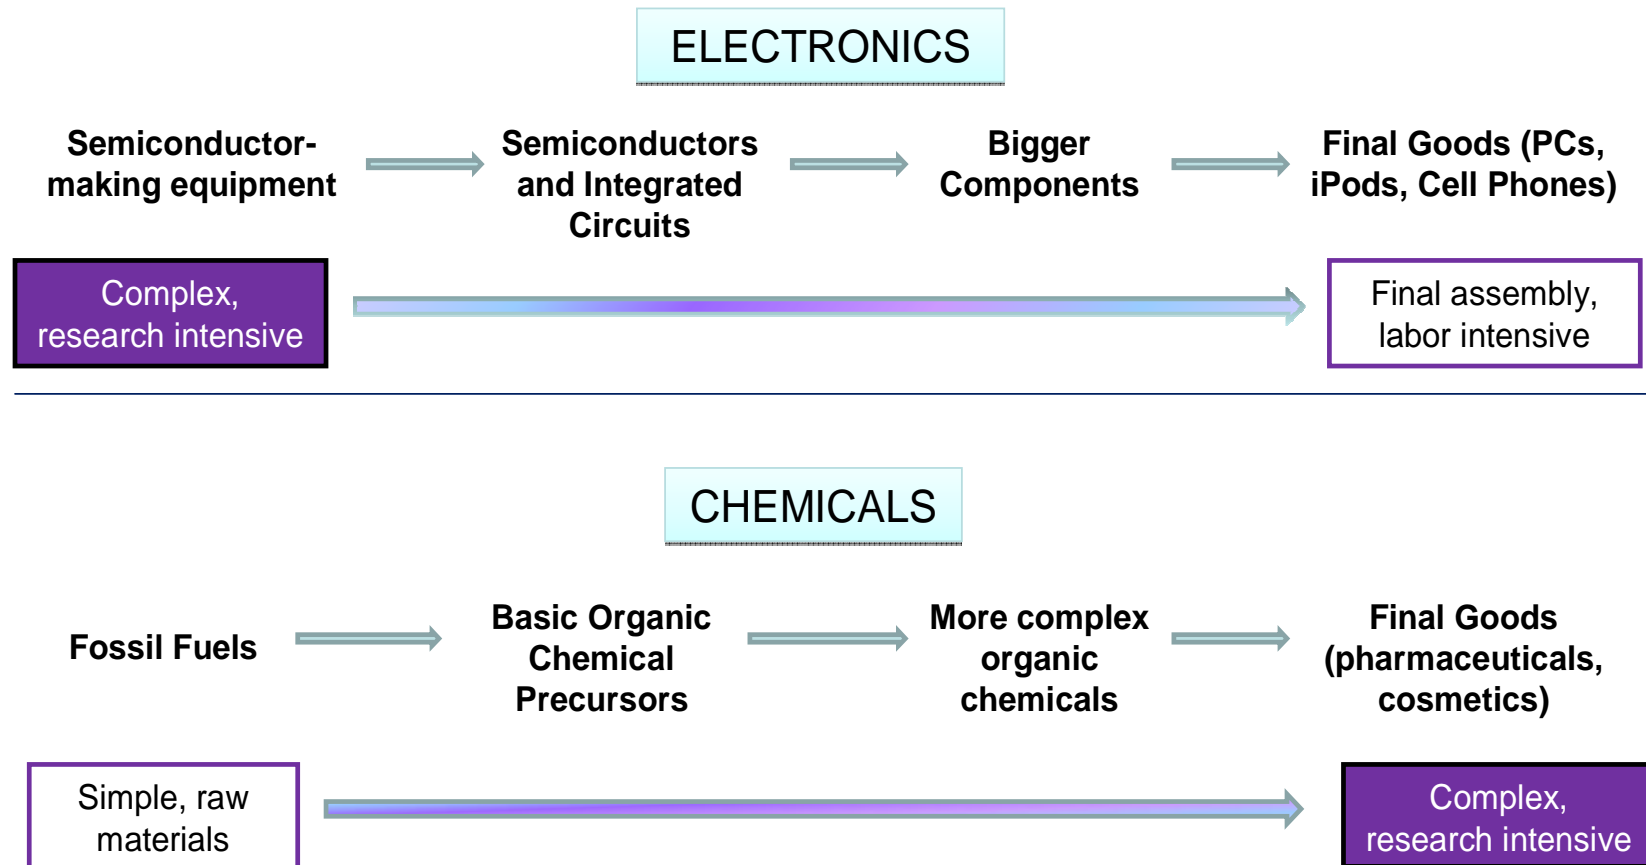 ELECTRONICS
Semiconductor-
making equipment
Semiconductors
and Integrated
Circuits
Bigger
Components
Final Goods (PCs,
iPods, Cell Phones)
Complex,
research intensive
Final assembly,
labor intensive
CHEMICALS
Fossil Fuels
Basic Organic
Chemical
Precursors
More complex
organic
chemicals
Final Goods
(pharmaceuticals,
cosmetics)
Simple, raw
materials
Complex,
research intensive